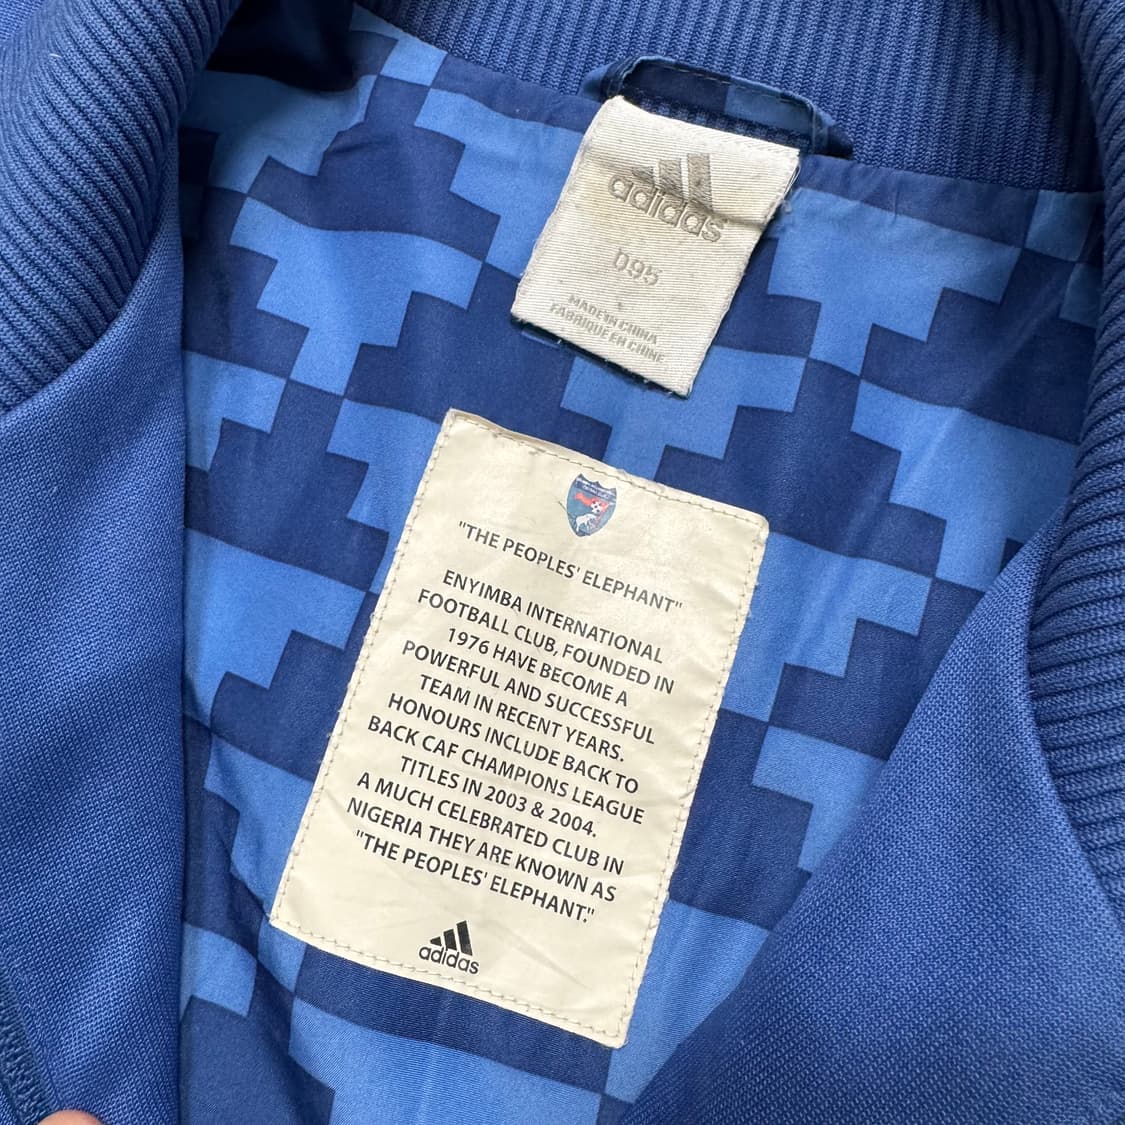 adidas
D95
MADE IN CHINA
FABRIQUE EN CHINE
"THE PEOPLES' ELEPHANT"
ENYIMBA INTERNATIONAL
FOOTBALL CLUB, FOUNDED IN
1976 HAVE BECOME A
POWERFUL AND SUCCESSFUL
TEAM IN RECENT YEARS.
HONOURS INCLUDE BACK TO
BACK CAF CHAMPIONS LEAGUE
TITLES IN 2003 & 2004.
A MUCH CELEBRATED CLUB IN
NIGERIA THEY ARE KNOWN AS
"THE PEOPLES' ELEPHANT."
adidas